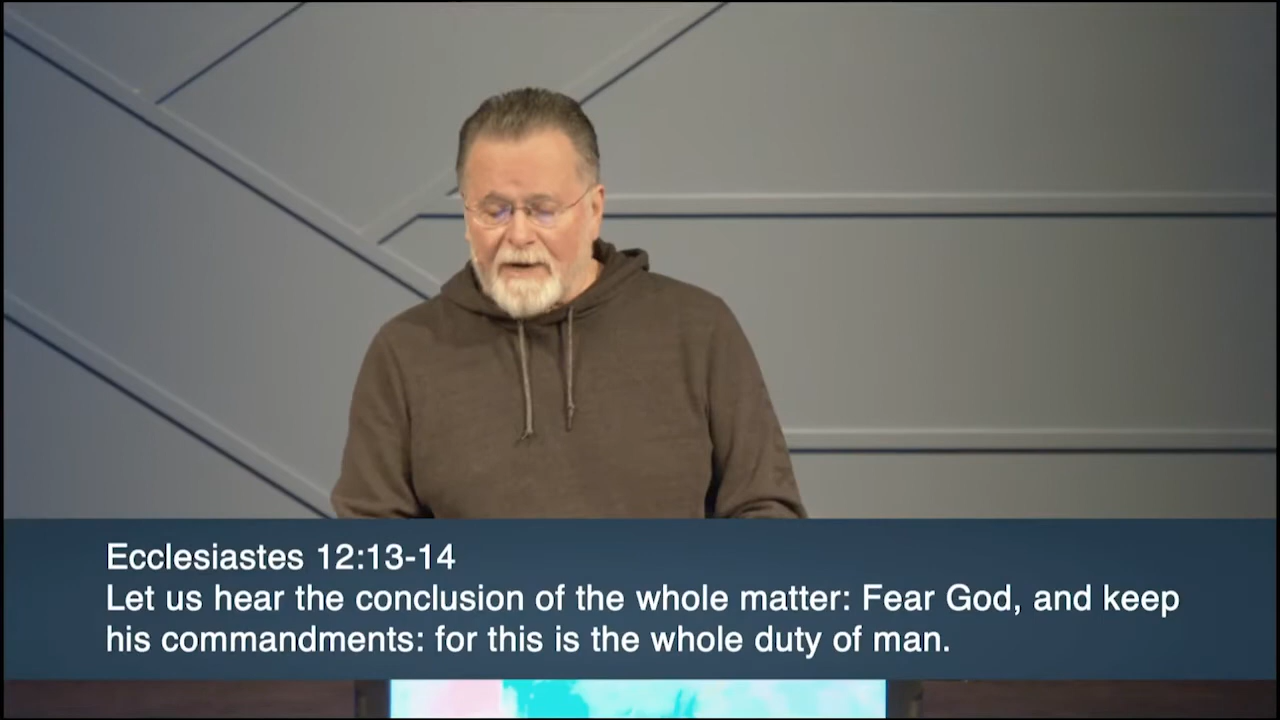 Ecclesiastes 12:13-14
Let us hear the conclusion of the whole matter: Fear God, and keep
his commandments: for this is the whole duty of man.